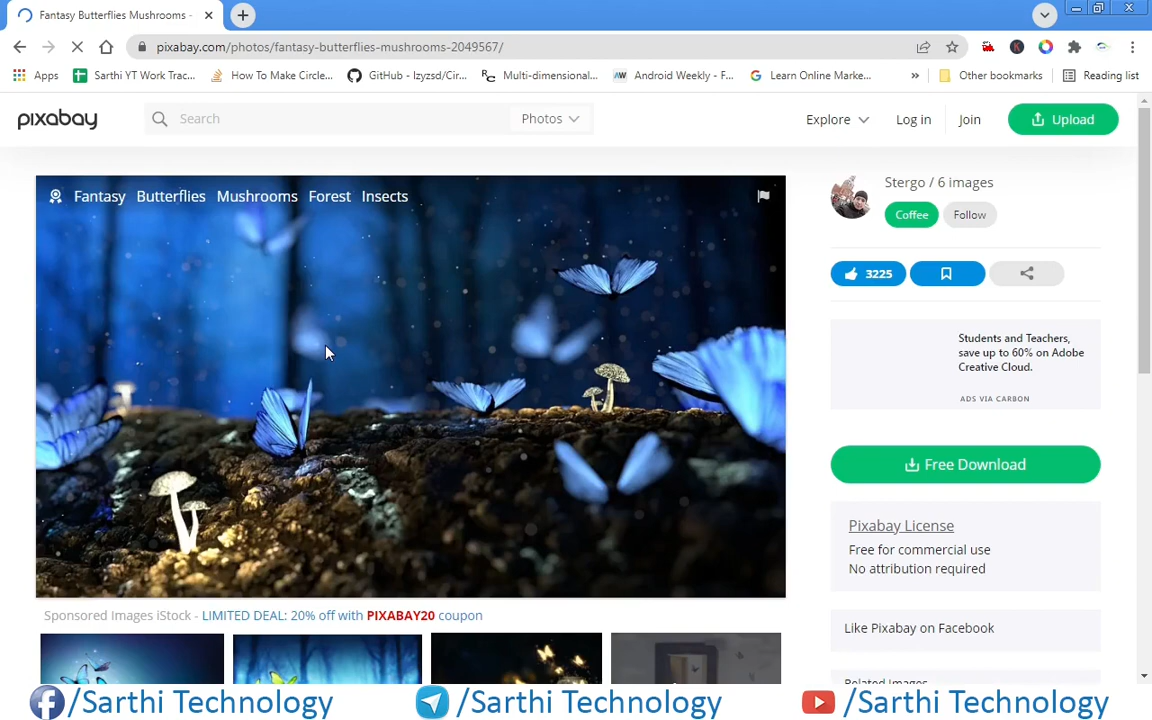 Fantasy Butterflies Mushrooms -
pixabay.com/photos/fantasy-butterflies-mushrooms-2049567/
Apps
Sarthi YT Work Trac...
How To Make Circle...
GitHub - Izyzsd/Cir...
Multi-dimensional...
Android Weekly - F...
Learn Online Marke...
»
Other bookmarks
Reading list
pixabay
Search
Photos
Explore
Log in
Join
Upload
Fantasy Butterflies Mushrooms Forest Insects
Stergo / 6 images
Coffee
Follow
3225
Students and Teachers,
save up to 60% on Adobe
Creative Cloud.
ADS VIA CARBON
Free Download
Pixabay License
Free for commercial use
No attribution required
Sponsored Images iStock - LIMITED DEAL: 20% off with PIXABAY20 coupon
Like Pixabay on Facebook
Related Images
/Sarthi Technology
/Sarthi Technology
/Sarthi Technology